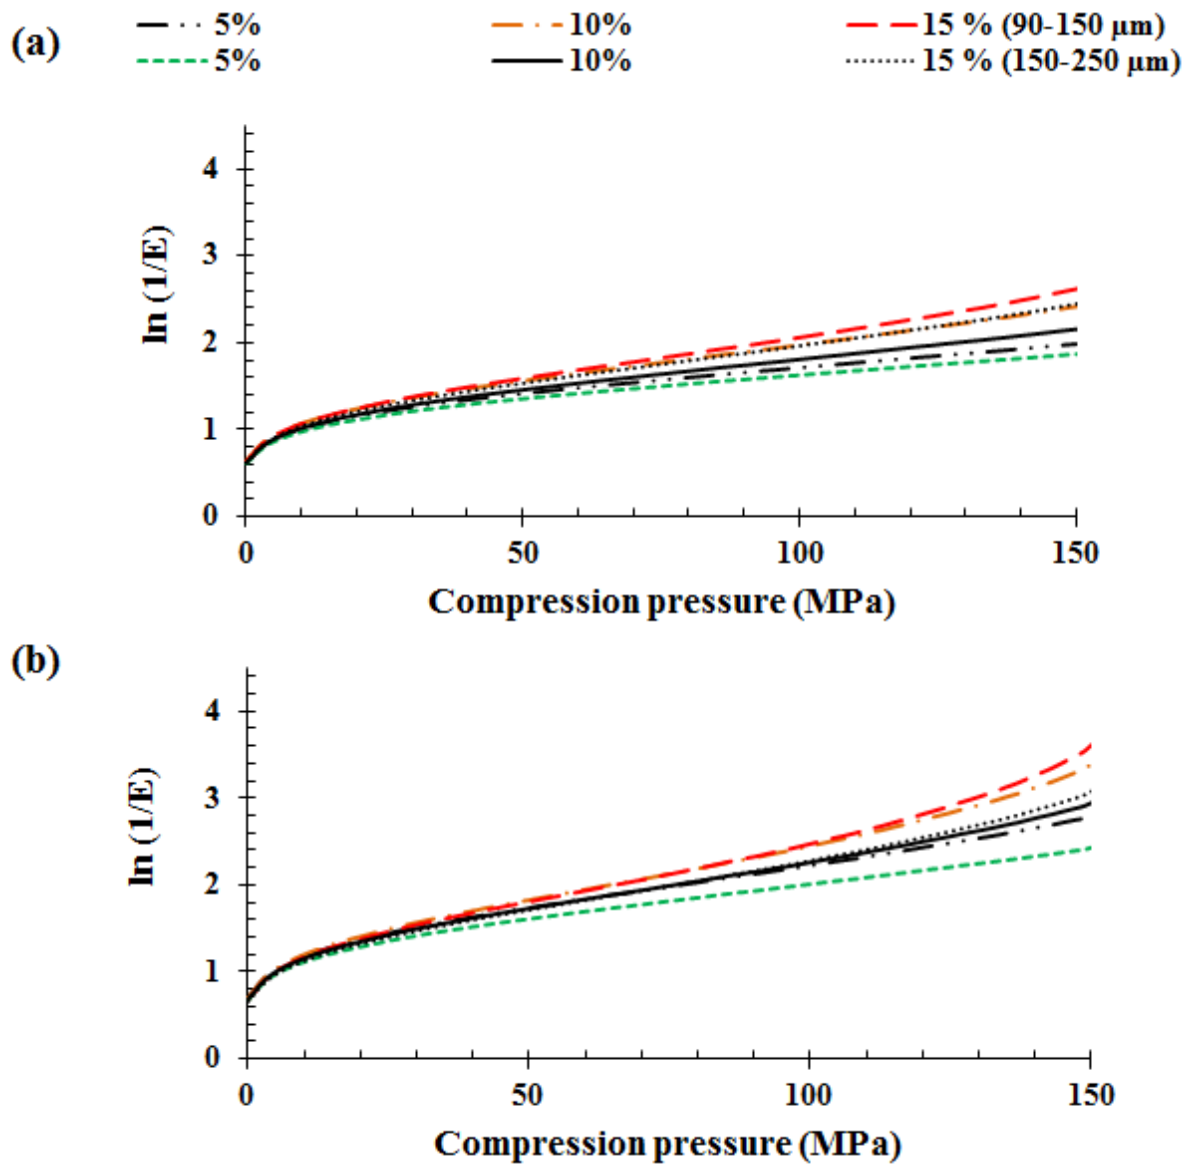 (a)
5% 10% 15 % (90-150 µm)
5% 10% 15 % (150-250 µm)
4
3
2
1
0
ln (1/E)
0 50 100 150
Compression pressure (MPa)
(b)
4
3
2
1
0
ln (1/E)
0 50 100 150
Compression pressure (MPa)